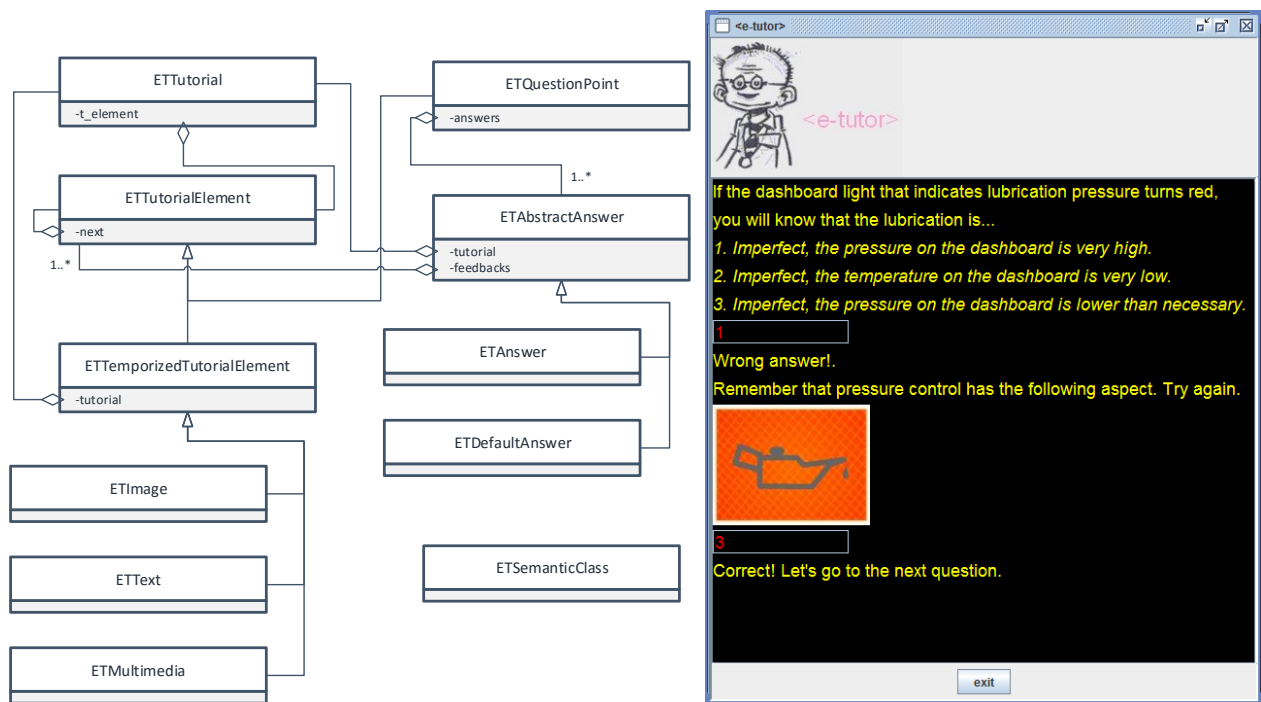 ETTutorial
-t_element
ETTutorialElement
-next
1..*
ETTemporizedTutorialElement
-tutorial
ETImage
ETText
ETMultimedia
ETQuestionPoint
-answers
1..*
ETAbstractAnswer
-tutorial
-feedbacks
ETAnswer
ETDefaultAnswer
ETSemanticClass
<e-tutor>
<e-tutor>
If the dashboard light that indicates lubrication pressure turns red,
you will know that the lubrication is...
1. Imperfect, the pressure on the dashboard is very high.
2. Imperfect, the temperature on the dashboard is very low.
3. Imperfect, the pressure on the dashboard is lower than necessary.
1
Wrong answer!.
Remember that pressure control has the following aspect. Try again.
3
Correct! Let's go to the next question.
exit